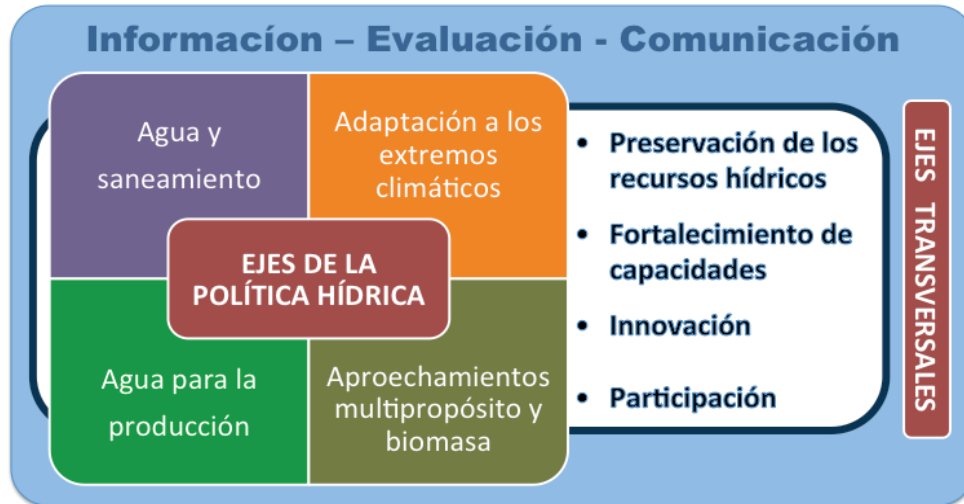 Informacíon – Evaluación - Comunicación
Agua y
saneamiento
Adaptación a los
extremos
climáticos
EJES DE LA
POLÍTICA HÍDRICA
Agua para la
producción
Aproechamientos
multipropósito y
biomasa
• Preservación de los
recursos hídricos
• Fortalecimiento de
capacidades
• Innovación
• Participación
EJES TRANSVERSALES